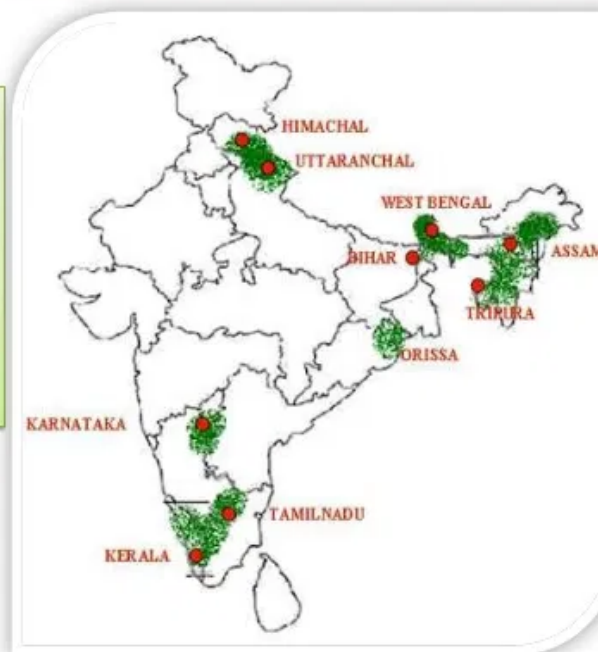 HIMACHAL
UTTARANCHAL
WEST BENGAL
BIHAR
ASSAM
TRIPURA
ORISSA
KARNATAKA
TAMILNADU
KERALA